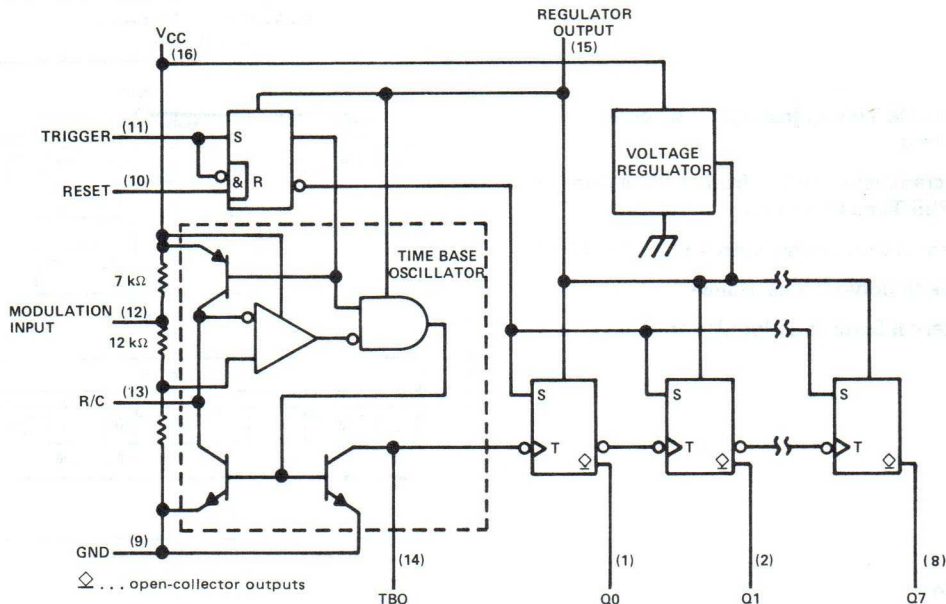 REGULATOR
OUTPUT
VCC
(16)
(15)
TRIGGER (11)
S
& R
RESET (10)
VOLTAGE
REGULATOR
TIME BASE
OSCILLATOR
7 kΩ
MODULATION (12)
INPUT
12 kΩ
R/C (13)
S
S
S
T
T
T
GND (9)
(14)
(1)
(2)
(8)
... open-collector outputs
TBO
Q0
Q1
Q7